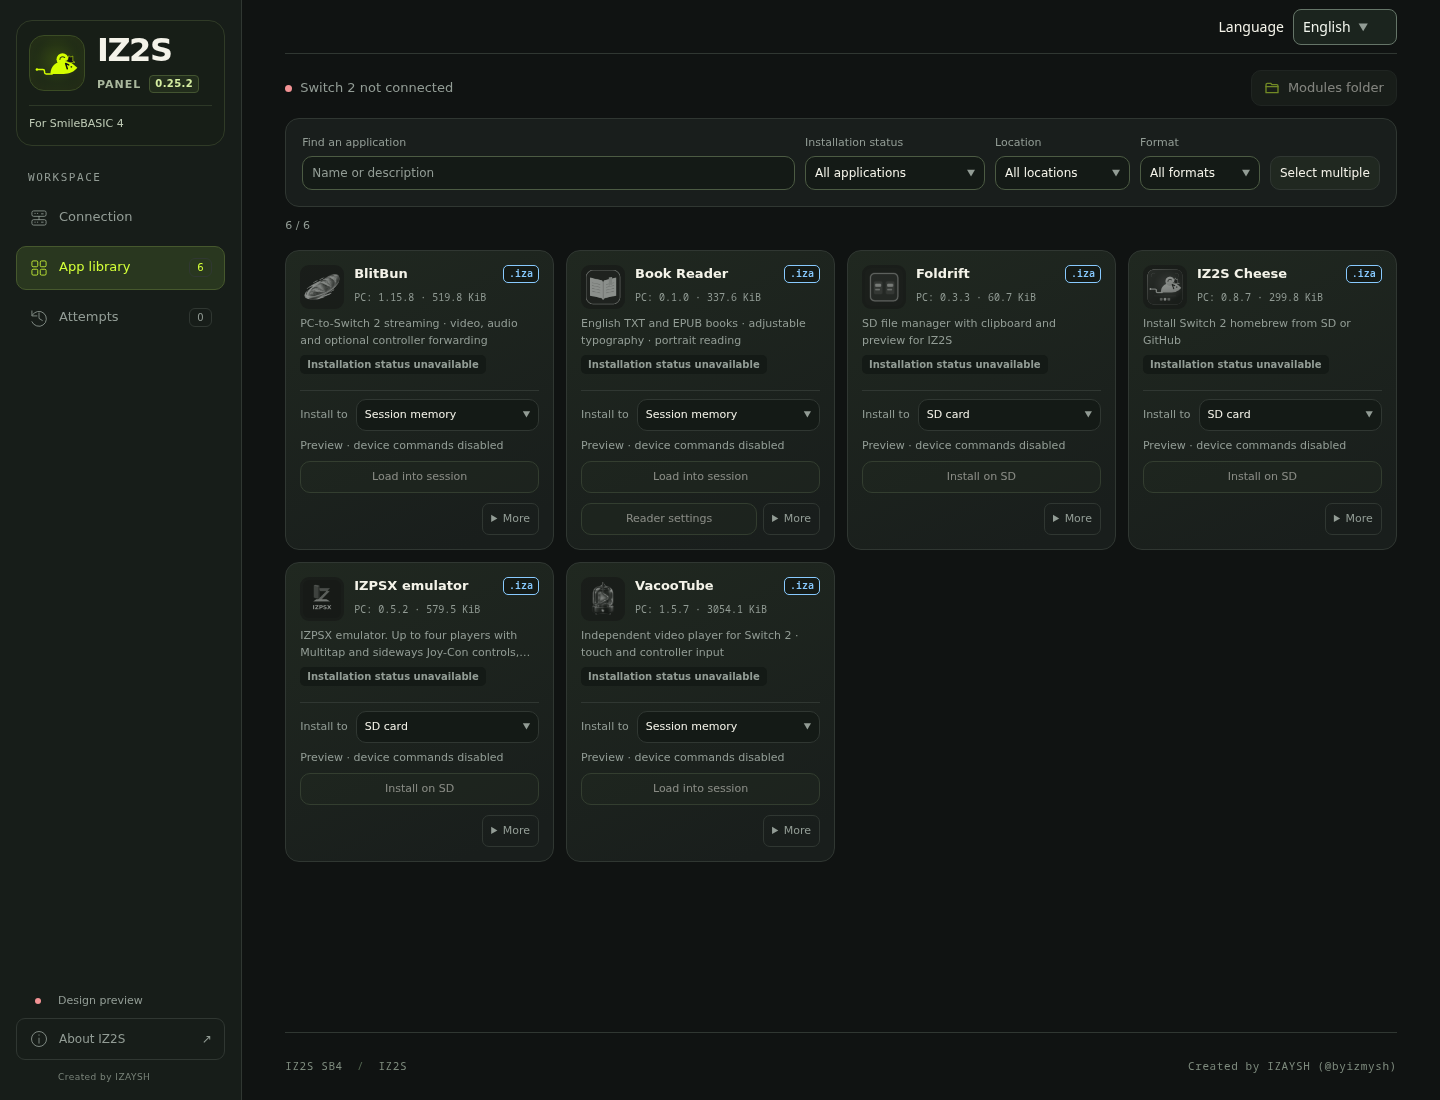 IZ2S
PANEL 0.25.2
For SmileBASIC 4
WORKSPACE
Connection
App library 6
Attempts 0
Design preview
About IZ2S ↗
Created by IZAYSH
Language English
Switch 2 not connected
Modules folder
Find an application
Name or description
Installation status
All applications
Location
All locations
Format
All formats
Select multiple
6 / 6
BlitBun .iza
PC: 1.15.8 · 519.8 KiB
PC-to-Switch 2 streaming · video, audio
and optional controller forwarding
Installation status unavailable
Install to Session memory
Preview · device commands disabled
Load into session
More
Book Reader .iza
PC: 0.1.0 · 337.6 KiB
English TXT and EPUB books · adjustable
typography · portrait reading
Installation status unavailable
Install to Session memory
Preview · device commands disabled
Load into session
Reader settings More
Foldrift .iza
PC: 0.3.3 · 60.7 KiB
SD file manager with clipboard and
preview for IZ2S
Installation status unavailable
Install to SD card
Preview · device commands disabled
Install on SD
More
IZ2S Cheese .iza
PC: 0.8.7 · 299.8 KiB
Install Switch 2 homebrew from SD or
GitHub
Installation status unavailable
Install to SD card
Preview · device commands disabled
Install on SD
More
IZPSX
IZPSX emulator .iza
PC: 0.5.2 · 579.5 KiB
IZPSX emulator. Up to four players with
Multitap and sideways Joy-Con controls,...
Installation status unavailable
Install to SD card
Preview · device commands disabled
Install on SD
More
VacooTube .iza
PC: 1.5.7 · 3054.1 KiB
Independent video player for Switch 2 ·
touch and controller input
Installation status unavailable
Install to Session memory
Preview · device commands disabled
Load into session
More
IZ2S SB4 / IZ2S
Created by IZAYSH (@byizmysh)